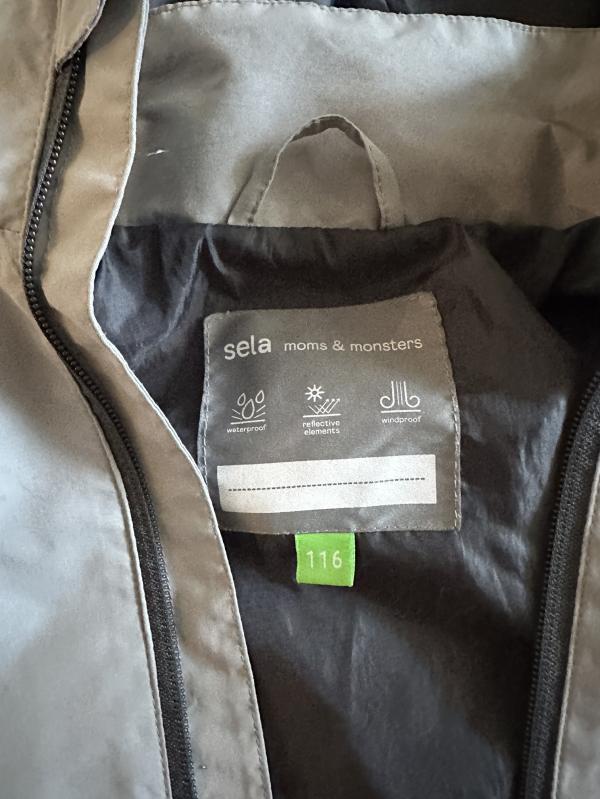 sela moms & monsters
waterproof
reflective
elements
windproof
116